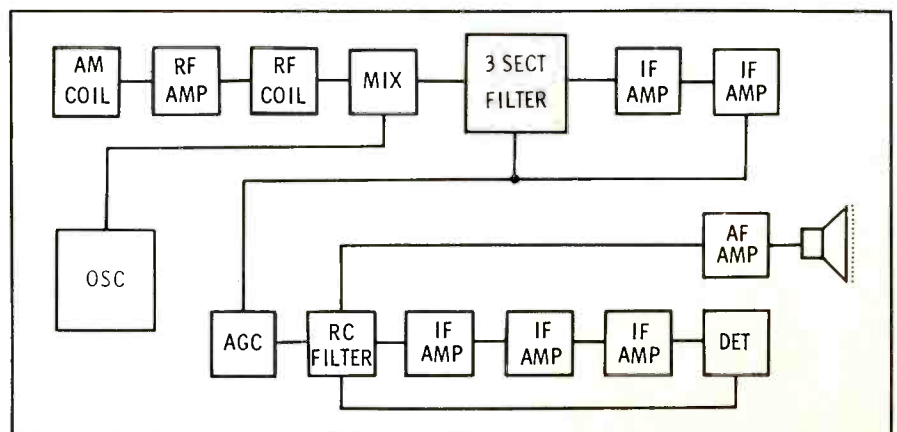 AM
COIL
RF
AMP
RF
COIL
MIX
3 SECT
FILTER
IF
AMP
IF
AMP
OSC
AF
AMP
AGC
RC
FILTER
IF
AMP
IF
AMP
IF
AMP
DET